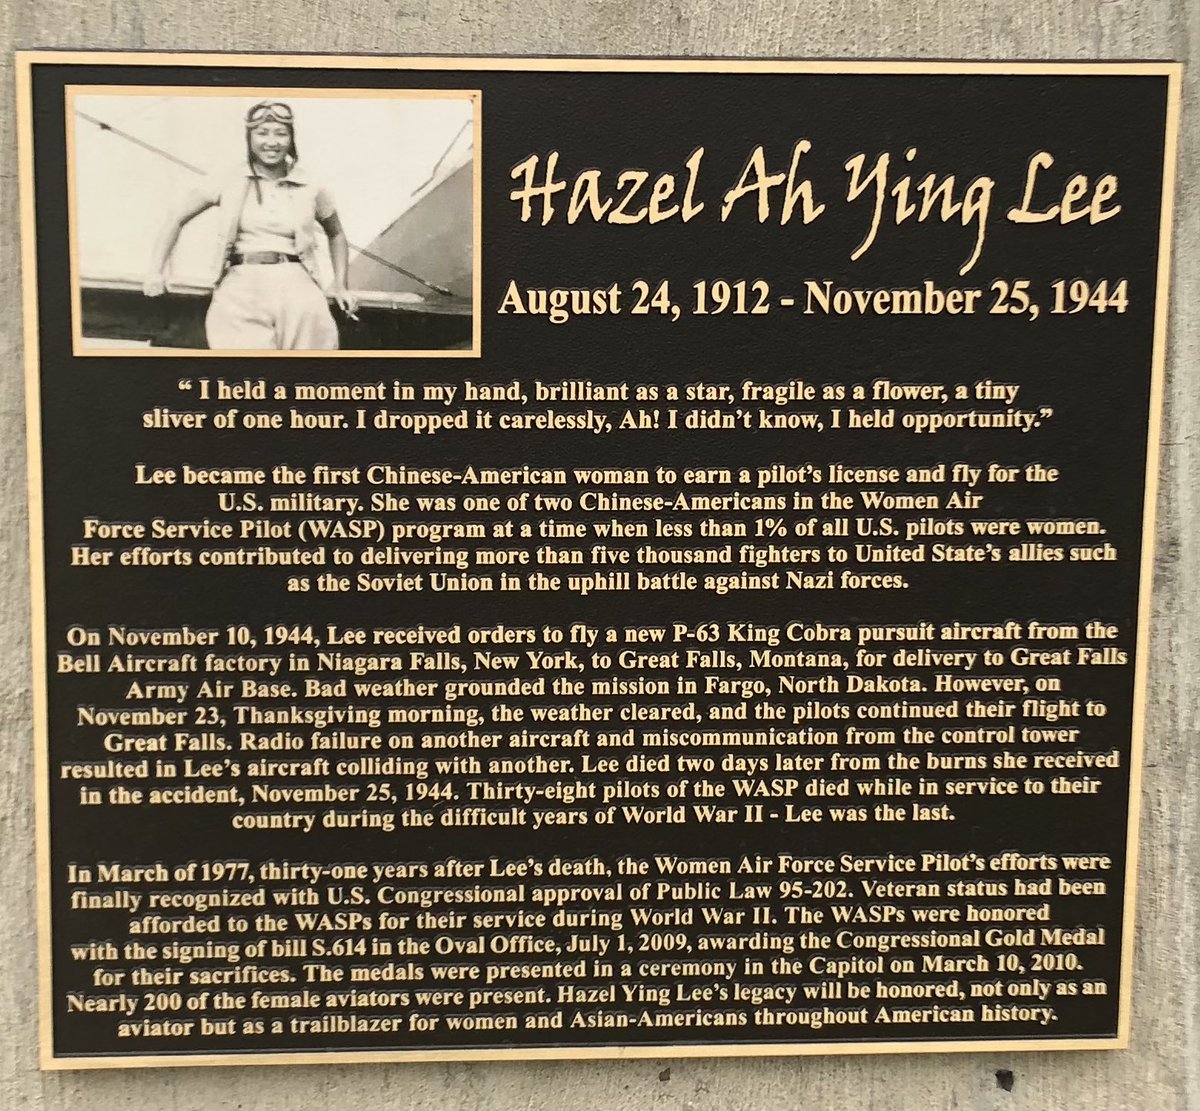 Hazel Ah Ying Lee
August 24, 1912 - November 25, 1944
“ I held a moment in my hand, brilliant as a star, fragile as a flower, a tiny
sliver of one hour. I dropped it carelessly, Ah! I didn’t know, I held opportunity.”
Lee became the first Chinese-American woman to earn a pilot’s license and fly for the
U.S. military. She was one of two Chinese-Americans in the Women Air
Force Service Pilot (WASP) program at a time when less than 1% of all U.S. pilots were women.
Her efforts contributed to delivering more than five thousand fighters to United State’s allies such
as the Soviet Union in the uphill battle against Nazi forces.
On November 10, 1944, Lee received orders to fly a new P-63 King Cobra pursuit aircraft from the
Bell Aircraft factory in Niagara Falls, New York, to Great Falls, Montana, for delivery to Great Falls
Army Air Base. Bad weather grounded the mission in Fargo, North Dakota. However, on
November 23, Thanksgiving morning, the weather cleared, and the pilots continued their flight to
Great Falls. Radio failure on another aircraft and miscommunication from the control tower
resulted in Lee’s aircraft colliding with another. Lee died two days later from the burns she received
in the accident, November 25, 1944. Thirty-eight pilots of the WASP died while in service to their
country during the difficult years of World War II - Lee was the last.
In March of 1977, thirty-one years after Lee’s death, the Women Air Force Service Pilot’s efforts were
finally recognized with U.S. Congressional approval of Public Law 95-202. Veteran status had been
afforded to the WASPs for their service during World War II. The WASPs were honored
with the signing of bill S.614 in the Oval Office, July 1, 2009, awarding the Congressional Gold Medal
for their sacrifices. The medals were presented in a ceremony in the Capitol on March 10, 2010.
Nearly 200 of the female aviators were present. Hazel Ying Lee’s legacy will be honored, not only as an
aviator but as a trailblazer for women and Asian-Americans throughout American history.